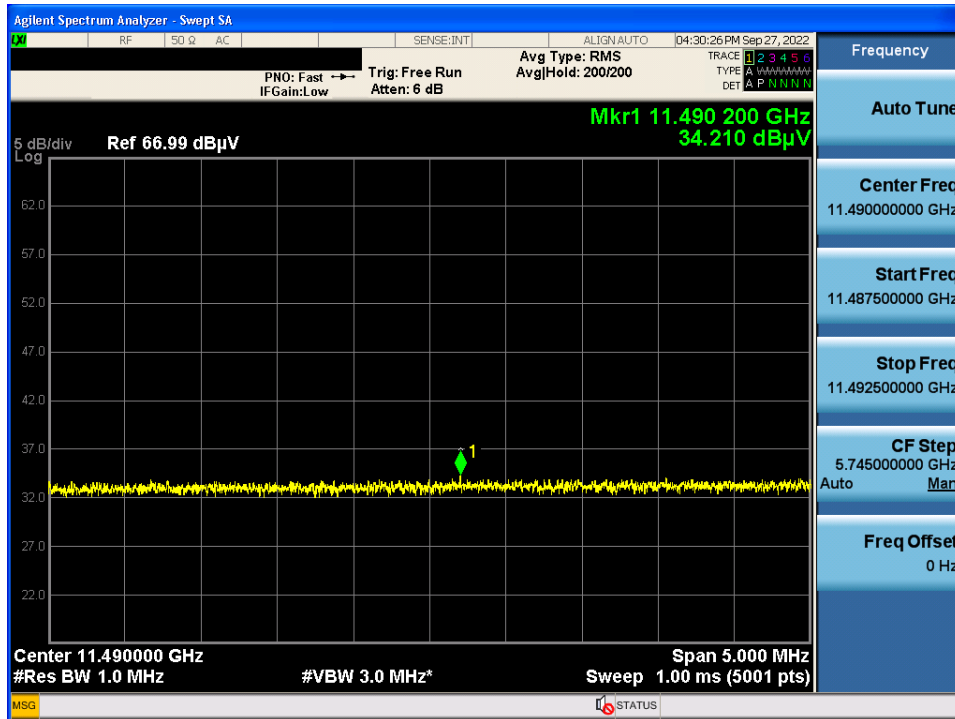 Agilent Spectrum Analyzer - Swept SA
LXI RF 50 Ω AC SENSE:INT ALIGN AUTO 04:30:26 PM Sep 27, 2022
Frequency
PNO: Fast Trig: Free Run Avg Type: RMS TRACE 1 2 3 4 5 6
IFGain:Low Atten: 6 dB Avg|Hold: 200/200 TYPE A WWWWW
DET A P N N N N
Auto Tune
Mkr1 11.490 200 GHz
34.210 dBµV
5 dB/div Ref 66.99 dBµV
Log
62.0
57.0
52.0
47.0
42.0
37.0
32.0
27.0
22.0
1
Center Freq
11.490000000 GHz
Start Freq
11.487500000 GHz
Stop Freq
11.492500000 GHz
CF Step
5.745000000 GHz
Auto Man
Freq Offset
0 Hz
Center 11.490000 GHz Span 5.000 MHz
#Res BW 1.0 MHz #VBW 3.0 MHz* Sweep 1.00 ms (5001 pts)
MSG STATUS